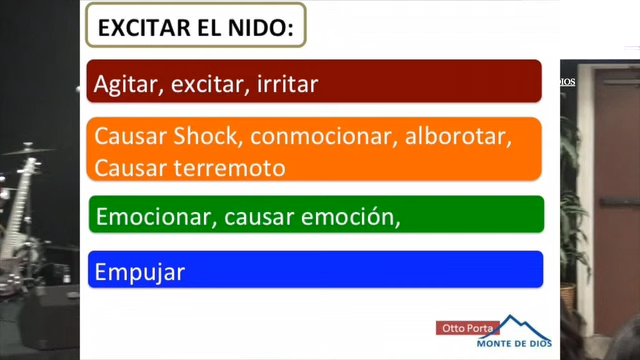 EXCITAR EL NIDO:
Agitar, excitar, irritar
Causar Shock, conmocionar, alborotar,
Causar terremoto
Emocionar, causar emoción,
Empujar
Otto Porta
MONTE DE DIOS
DIOS